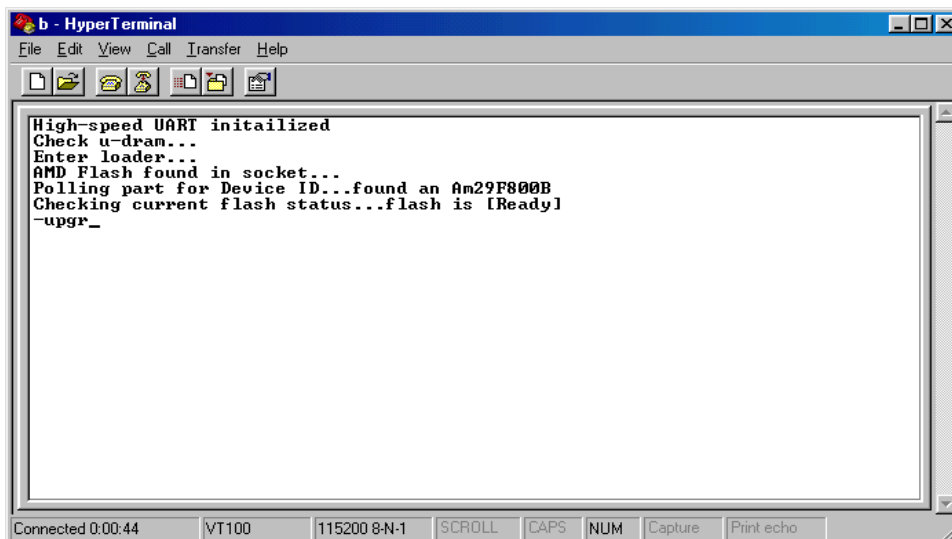 b - HyperTerminal
File Edit View Call Transfer Help
High-speed UART initailized
Check u-dram...
Enter loader...
AMD Flash found in socket...
Polling part for Device ID...found an Am29F800B
Checking current flash status...flash is [Ready]
-upgr_
Connected 0:00:44 VT100 115200 8-N-1 SCROLL CAPS NUM Capture Print echo